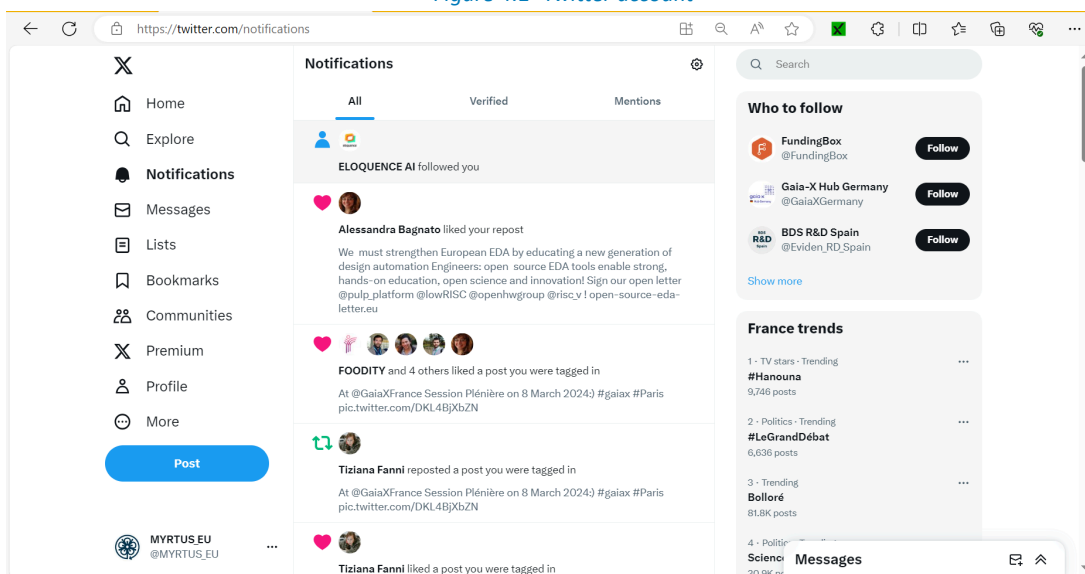 https://twitter.com/notifications
Home
Explore
Notifications
Messages
Lists
Bookmarks
Communities
Premium
Profile
More
Post
MYRTUS_EU
@MYRTUS_EU
Notifications
All Verified Mentions
ELOQUENCE AI followed you
Alessandra Bagnato liked your repost
We must strengthen European EDA by educating a new generation of
design automation Engineers: open source EDA tools enable strong,
hands-on education, open science and innovation! Sign our open letter
@pulp_platform @lowRISC @openhwgroup @risc_v ! open-source-eda-
letter.eu
FOODITY and 4 others liked a post you were tagged in
At @GaiaXFrance Session Plénière on 8 March 2024:) #gaiax #Paris
pic.twitter.com/DKL4BjXbZN
Tiziana Fanni reposted a post you were tagged in
At @GaiaXFrance Session Plénière on 8 March 2024:) #gaiax #Paris
pic.twitter.com/DKL4BjXbZN
Tiziana Fanni liked a post you were tagged in
Search
Who to follow
FundingBox
@FundingBox
Follow
Gaia-X Hub Germany
@GaiaXGermany
Follow
BDS R&D Spain
@Eviden_RD_Spain
Follow
Show more
France trends
1 · TV stars · Trending
#Hanouna
9,746 posts
2 · Politics · Trending
#LeGrandDébat
6,636 posts
3 · Trending
Bolloré
81.8K posts
Messages